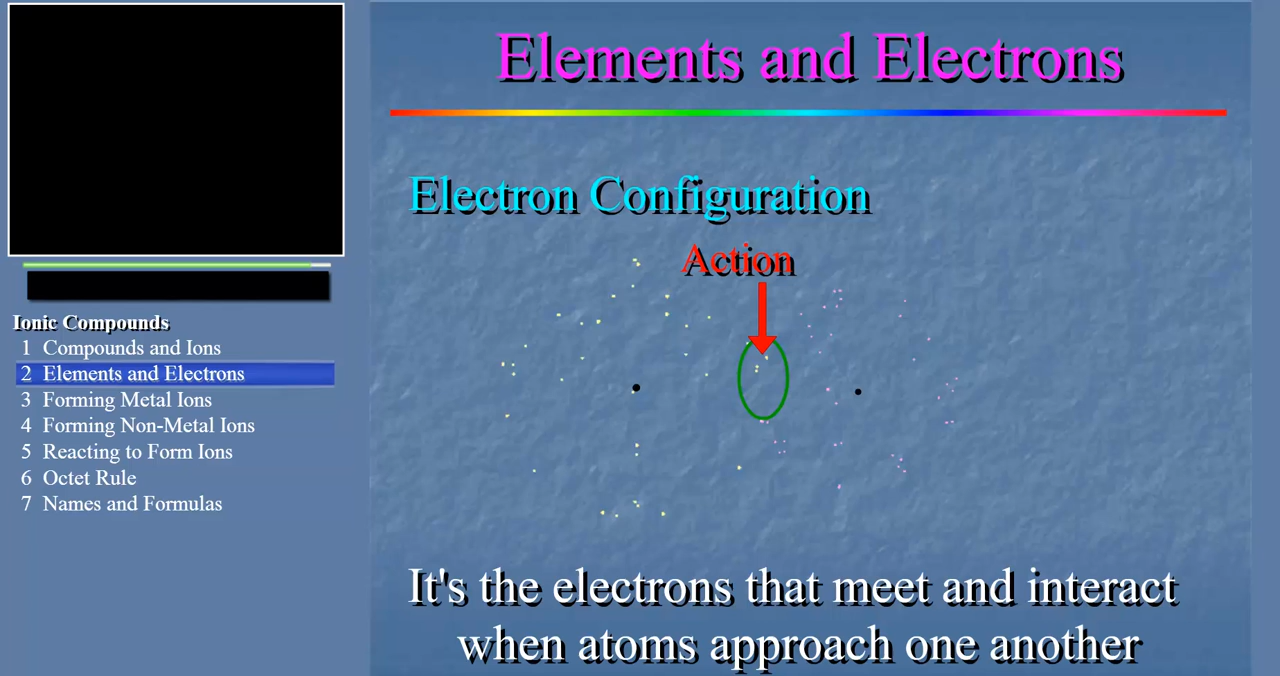 Elements and Electrons
Electron Configuration
Action
It's the electrons that meet and interact
when atoms approach one another
Ionic Compounds
1 Compounds and Ions
2 Elements and Electrons
3 Forming Metal Ions
4 Forming Non-Metal Ions
5 Reacting to Form Ions
6 Octet Rule
7 Names and Formulas